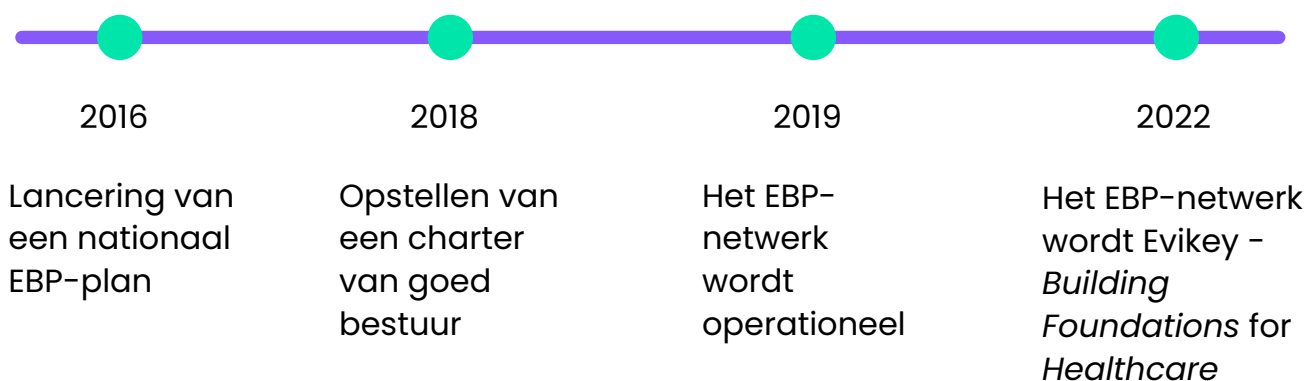 2016
Lancering van
een nationaal
EBP-plan
2018
Opstellen van
een charter
van goed
bestuur
2019
Het EBP-
netwerk
wordt
operationeel
2022
Het EBP-netwerk
wordt Evikey -
Building
Foundations for
Healthcare